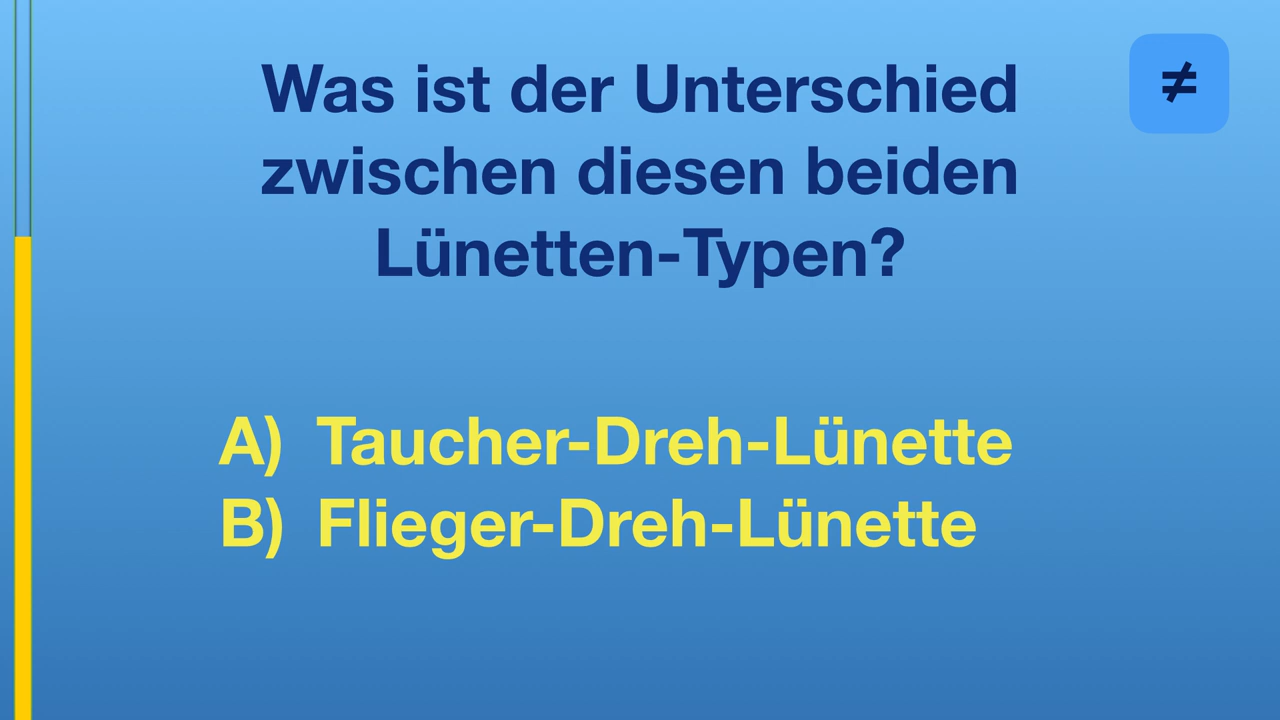 Was ist der Unterschied
zwischen diesen beiden
Lünetten-Typen?
≠
A) Taucher-Dreh-Lünette
B) Flieger-Dreh-Lünette